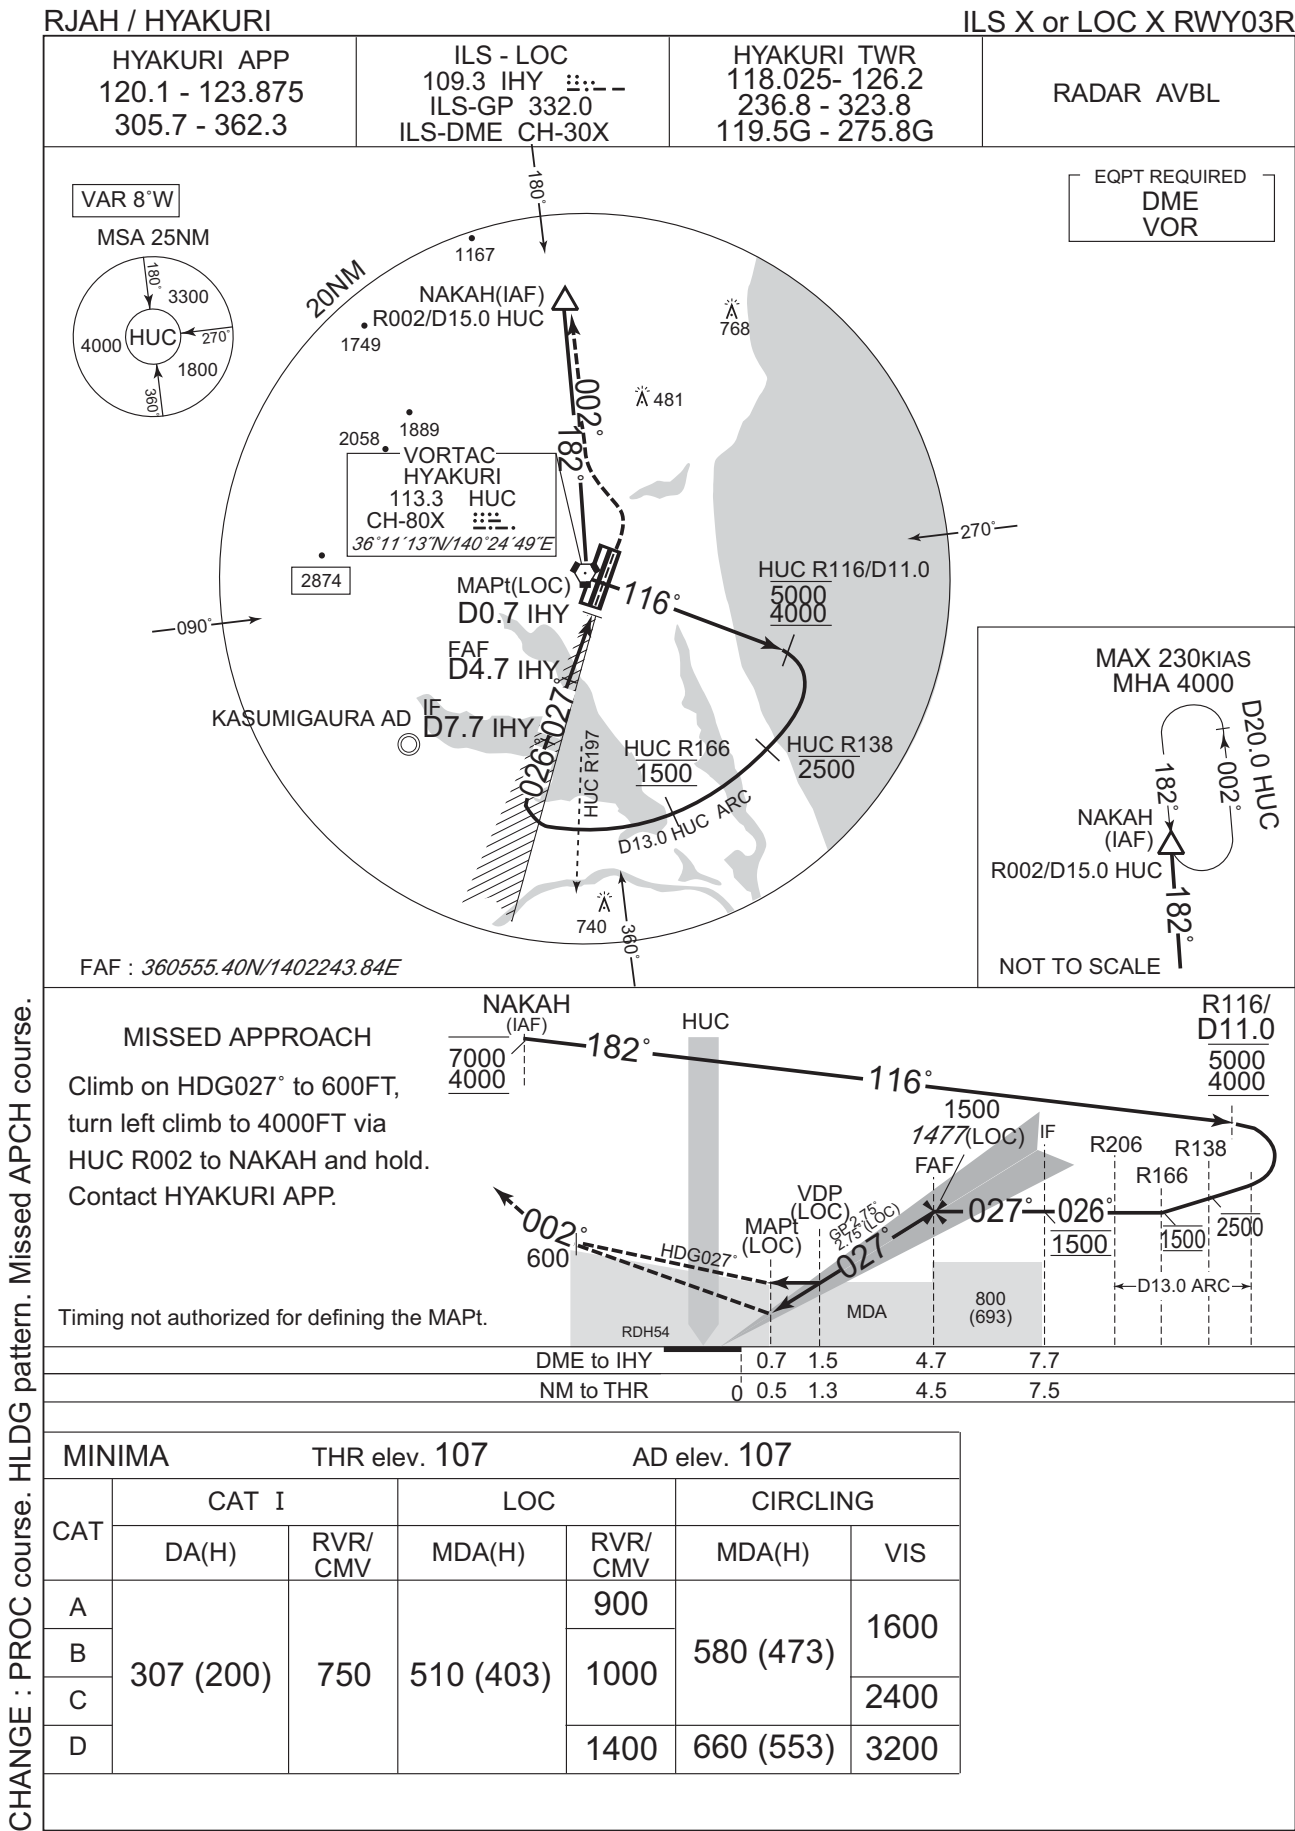 RJAH / HYAKURI
ILS X or LOC X RWY03R
HYAKURI APP
120.1 - 123.875
305.7 - 362.3
ILS - LOC
109.3 IHY
ILS-GP 332.0
ILS-DME CH-30X
HYAKURI TWR
118.025- 126.2
236.8 - 323.8
119.5G - 275.8G
RADAR AVBL
VAR 8°W
MSA 25NM
180°
3300
4000
HUC
270°
1800
360°
EQPT REQUIRED
DME
VOR
180°
20NM
1167
NAKAH(IAF)
R002/D15.0 HUC
1749
768
481
002°
182°
1889
2058
VORTAC
HYAKURI
113.3 HUC
CH-80X
36°11´13˝N/140°24´49˝E
270°
2874
MAPt(LOC)
D0.7 IHY
116°
HUC R116/D11.0
5000
4000
090°
FAF
D4.7 IHY
KASUMIGAURA AD
IF
D7.7 IHY
026°
027°
HUC R197
HUC R166
1500
HUC R138
2500
D13.0 HUC ARC
740
360°
FAF : 360555.40N/1402243.84E
MAX 230KIAS
MHA 4000
D20.0 HUC
182°
002°
NAKAH
(IAF)
R002/D15.0 HUC
182°
NOT TO SCALE
MISSED APPROACH
Climb on HDG027° to 600FT,
turn left climb to 4000FT via
HUC R002 to NAKAH and hold.
Contact HYAKURI APP.
Timing not authorized for defining the MAPt.
NAKAH
(IAF)
7000
4000
182°
HUC
116°
R116/
D11.0
5000
4000
1500
1477(LOC)
IF
FAF
R206
R138
R166
VDP
(LOC)
MAPt
(LOC)
GP 2.75°
2.75°(LOC)
027°
027°
026°
1500
1500
2500
002°
600
HDG027°
D13.0 ARC
MDA
800
(693)
RDH54
DME to IHY 0.7 1.5 4.7 7.7
NM to THR 0 0.5 1.3 4.5 7.5
MINIMA THR elev. 107 AD elev. 107
CAT
CAT I
LOC
CIRCLING
DA(H)
RVR/
CMV
MDA(H)
RVR/
CMV
MDA(H)
VIS
A
B
C
D
307 (200)
750
510 (403)
900
1000
1400
580 (473)
660 (553)
1600
2400
3200
CHANGE : PROC course. HLDG pattern. Missed APCH course.